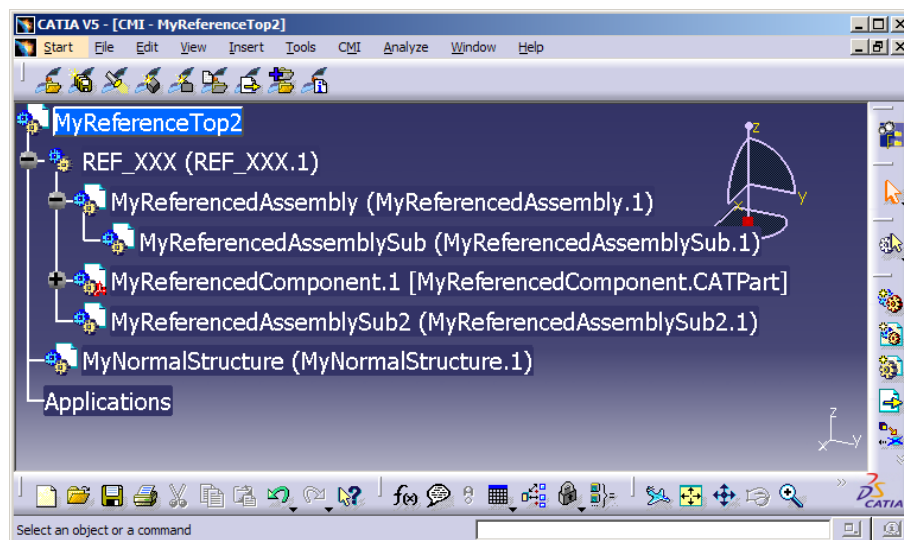 CATIA V5 - [CMI - MyReferenceTop2]
Start File Edit View Insert Tools CMI Analyze Window Help
MyReferenceTop2
REF_XXX (REF_XXX.1)
MyReferencedAssembly (MyReferencedAssembly.1)
MyReferencedAssemblySub (MyReferencedAssemblySub.1)
MyReferencedComponent.1 [MyReferencedComponent.CATPart]
MyReferencedAssemblySub2 (MyReferencedAssemblySub2.1)
MyNormalStructure (MyNormalStructure.1)
Applications
z
y
x
z
y
x
f(x)
CATIA
Select an object or a command